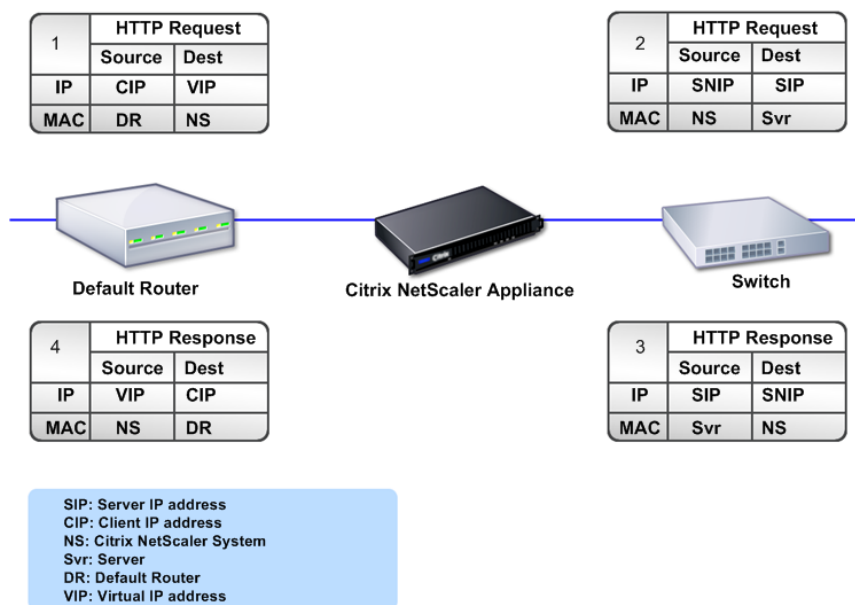 1
HTTP Request
Source Dest
IP CIP VIP
MAC DR NS
2
HTTP Request
Source Dest
IP SNIP SIP
MAC NS Svr
Default Router
Citrix NetScaler Appliance
Switch
4
HTTP Response
Source Dest
IP VIP CIP
MAC NS DR
3
HTTP Response
Source Dest
IP SIP SNIP
MAC Svr NS
SIP: Server IP address
CIP: Client IP address
NS: Citrix NetScaler System
Svr: Server
DR: Default Router
VIP: Virtual IP address